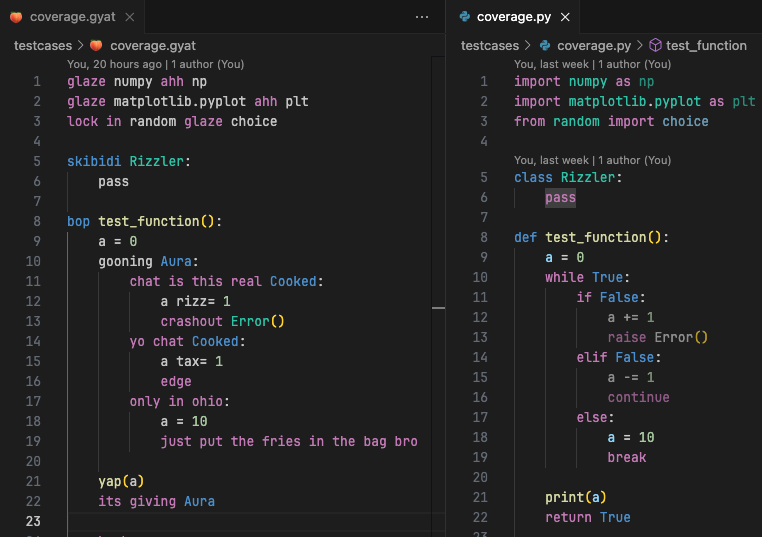 coverage.gyat
testcases > coverage.gyat
You, 20 hours ago | 1 author (You)
1 glaze numpy ahh np
2 glaze matplotlib.pyplot ahh plt
3 lock in random glaze choice
4
5 skibidi Rizzler:
6 pass
7
8 bop test_function():
9 a = 0
10 gooning Aura:
11 chat is this real Cooked:
12 a rizz= 1
13 crashout Error()
14 yo chat Cooked:
15 a tax= 1
16 edge
17 only in ohio:
18 a = 10
19 just put the fries in the bag bro
20
21 yap(a)
22 its giving Aura
23
coverage.py
testcases > coverage.py > test_function
You, last week | 1 author (You)
1 import numpy as np
2 import matplotlib.pyplot as plt
3 from random import choice
4
You, last week | 1 author (You)
5 class Rizzler:
6 pass
7
8 def test_function():
9 a = 0
10 while True:
11 if False:
12 a += 1
13 raise Error()
14 elif False:
15 a -= 1
16 continue
17 else:
18 a = 10
19 break
20
21 print(a)
22 return True
23